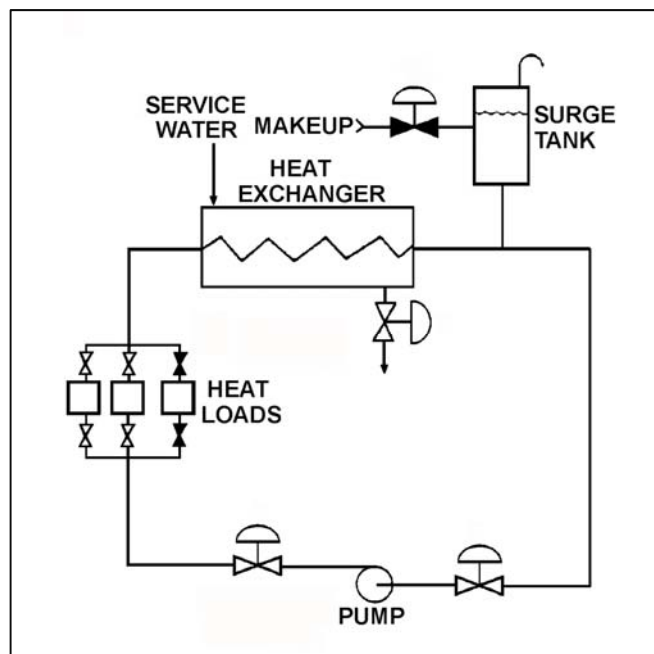 SERVICE
WATER
MAKEUP
SURGE
TANK
HEAT
EXCHANGER
HEAT
LOADS
PUMP